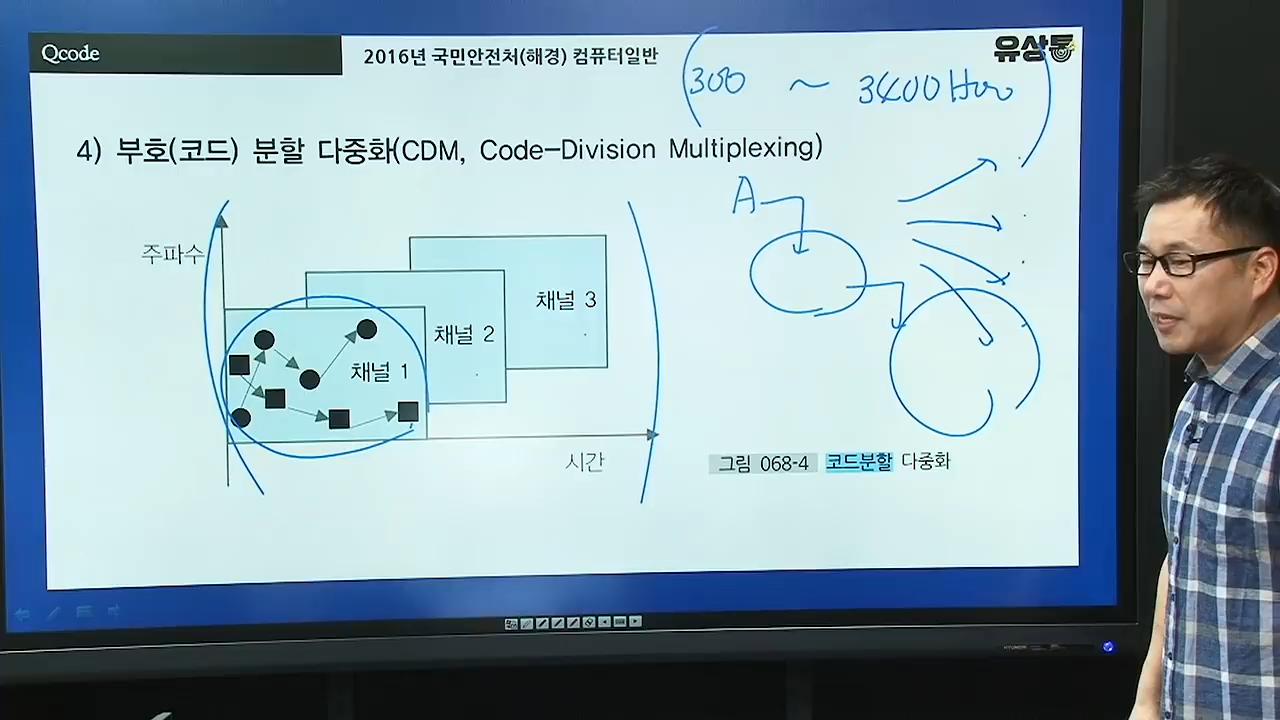 Qcode
2016년 국민안전처(해경) 컴퓨터일반
유상통
300 ~ 3400Hz
4) 부호(코드) 분할 다중화(CDM, Code-Division Multiplexing)
A
주파수
채널 3
채널 2
채널 1
시간
그림 068-4 코드분할 다중화